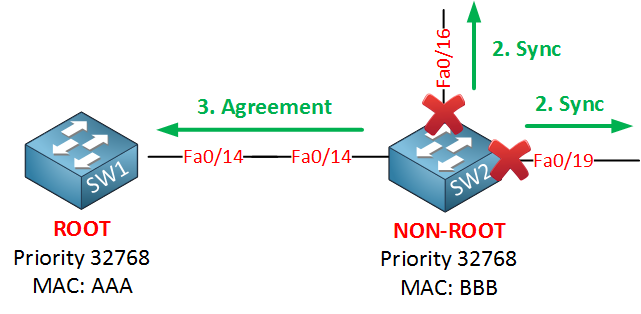 Fa0/16
2. Sync
3. Agreement
2. Sync
SW1
Fa0/14
Fa0/14
SW2
Fa0/19
ROOT
Priority 32768
MAC: AAA
NON-ROOT
Priority 32768
MAC: BBB